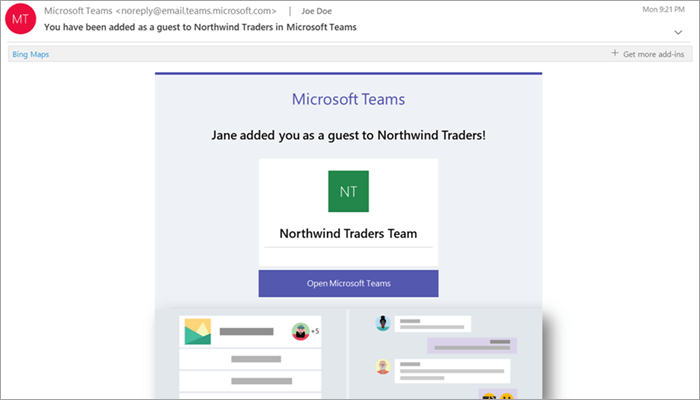 MT
Microsoft Teams <noreply@email.teams.microsoft.com> | Joe Doe
Mon 9:21 PM
You have been added as a guest to Northwind Traders in Microsoft Teams
Bing Maps
+ Get more add-ins
Microsoft Teams
Jane added you as a guest to Northwind Traders!
NT
Northwind Traders Team
Open Microsoft Teams
+5